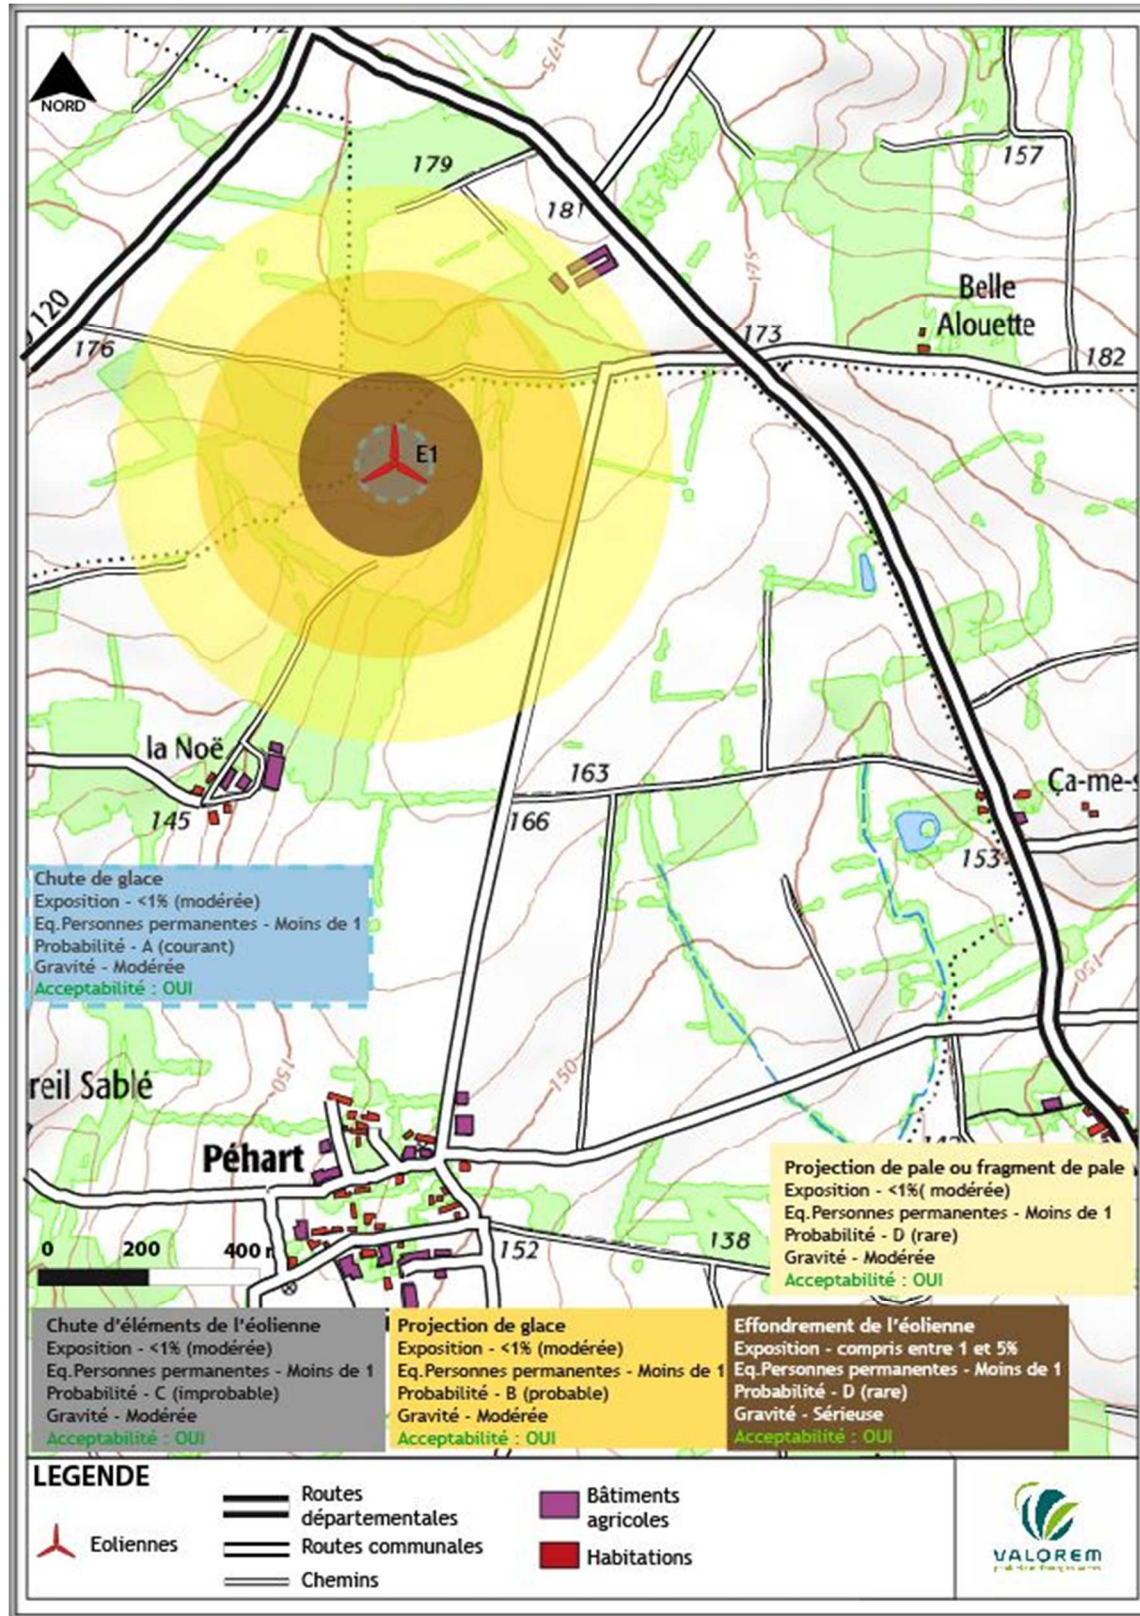 172
175
NORD
179
157
181
Belle
Alouette
175
120
173
176
182
E1
la Noë
163
Ça-me-s
145
166
153
Chute de glace
Exposition - <1% (modérée)
Eq.Personnes permanentes - Moins de 1
Probabilité - A (courant)
Gravité - Modérée
Acceptabilité : OUI
150
150
150
reil Sablé
Péhart
Projection de pale ou fragment de pale
Exposition - <1%( modérée)
Eq.Personnes permanentes - Moins de 1
Probabilité - D (rare)
Gravité - Modérée
Acceptabilité : OUI
0 200 400 m
152
138
Chute d'éléments de l'éolienne
Exposition - <1% (modérée)
Eq.Personnes permanentes - Moins de 1
Probabilité - C (improbable)
Gravité - Modérée
Acceptabilité : OUI
Projection de glace
Exposition - <1% (modérée)
Eq.Personnes permanentes - Moins de 1
Probabilité - B (probable)
Gravité - Modérée
Acceptabilité : OUI
Effondrement de l'éolienne
Exposition - compris entre 1 et 5%
Eq.Personnes permanentes - Moins de 1
Probabilité - D (rare)
Gravité - Sérieuse
Acceptabilité : OUI
LEGENDE
Eoliennes
Routes
départementales
Routes communales
Chemins
Bâtiments
agricoles
Habitations
VALOREM